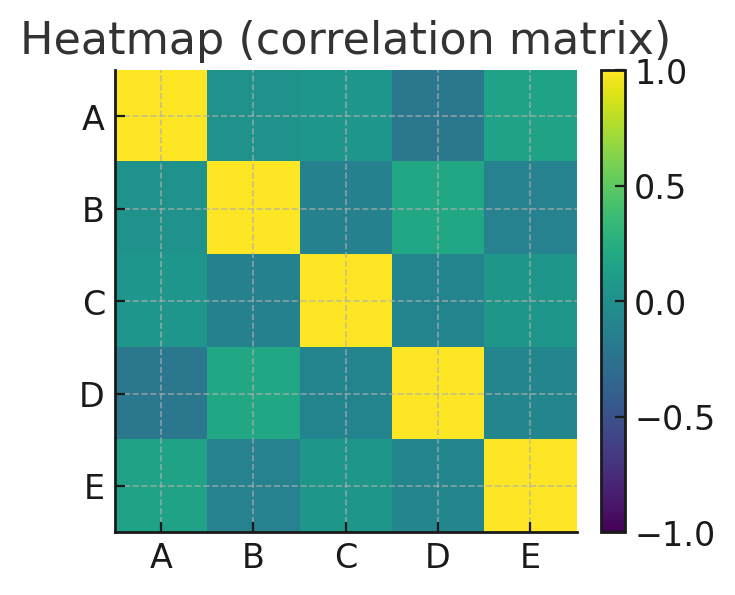 Heatmap (correlation matrix)
1.0
A
0.5
B
C
0.0
D
−0.5
E
−1.0
A B C D E